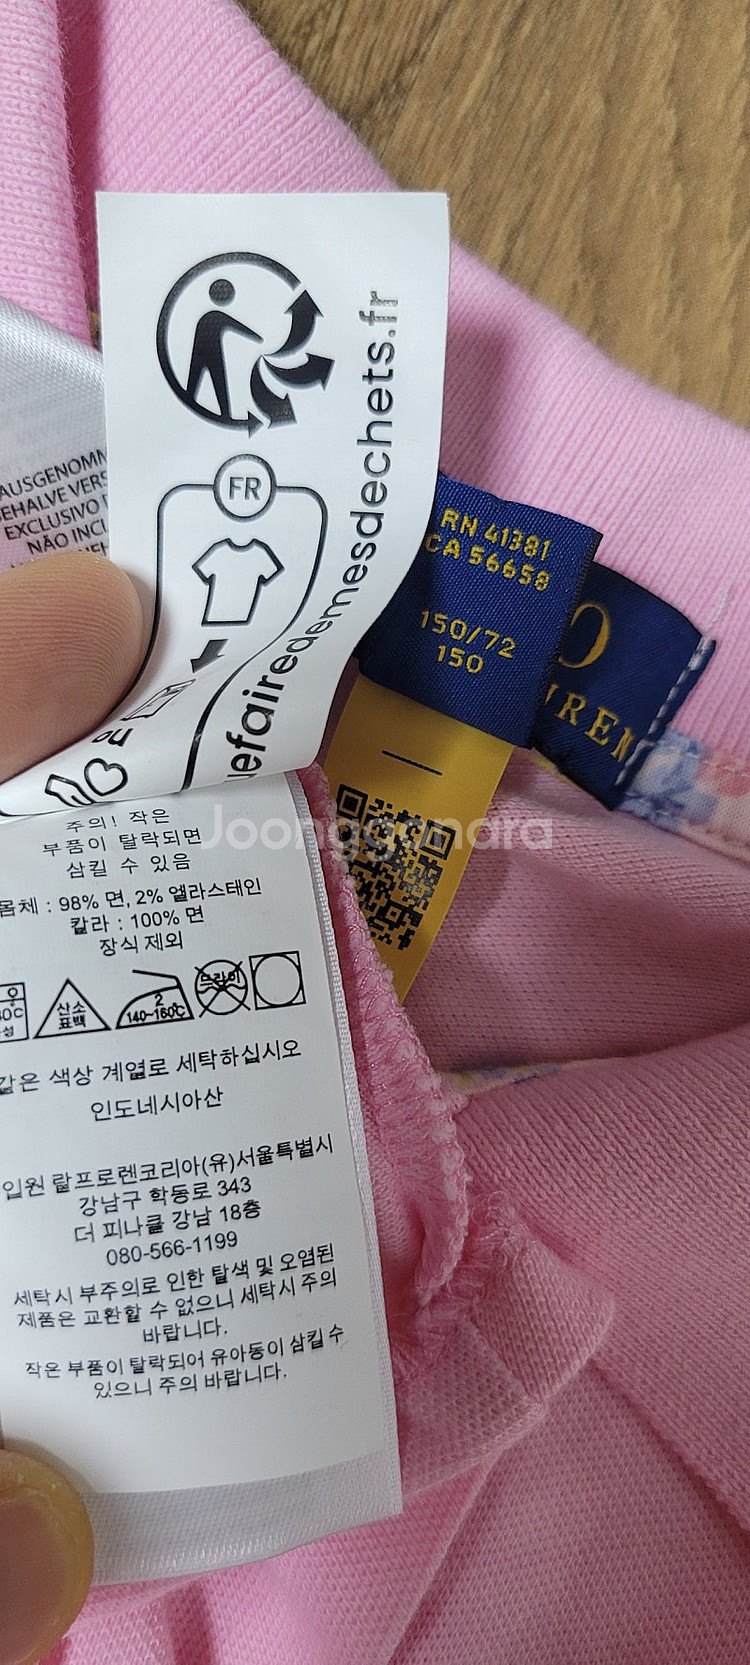 quefairedemesdechets.fr
FR
OU
AUSGENOMM
EHALVE VERS
EXCLUSIVO
NÃO INCL
RN 41381
CA 56658
150/72
150
O
UREN
Joonggonara
주의! 작은
부품이 탈락되면
삼킬 수 있음
몸체 : 98% 면, 2% 엘라스테인
칼라 : 100% 면
장식 제외
40°C
성
산소
표백
2
140~160°C
드라이
같은 색상 계열로 세탁하십시오
인도네시아산
입원 랄프로렌코리아(유)서울특별시
강남구 학동로 343
더 피나클 강남 18층
080-566-1199
세탁시 부주의로 인한 탈색 및 오염된
제품은 교환할 수 없으니 세탁시 주의
바랍니다.
작은 부품이 탈락되어 유아동이 삼킬 수
있으니 주의 바랍니다.